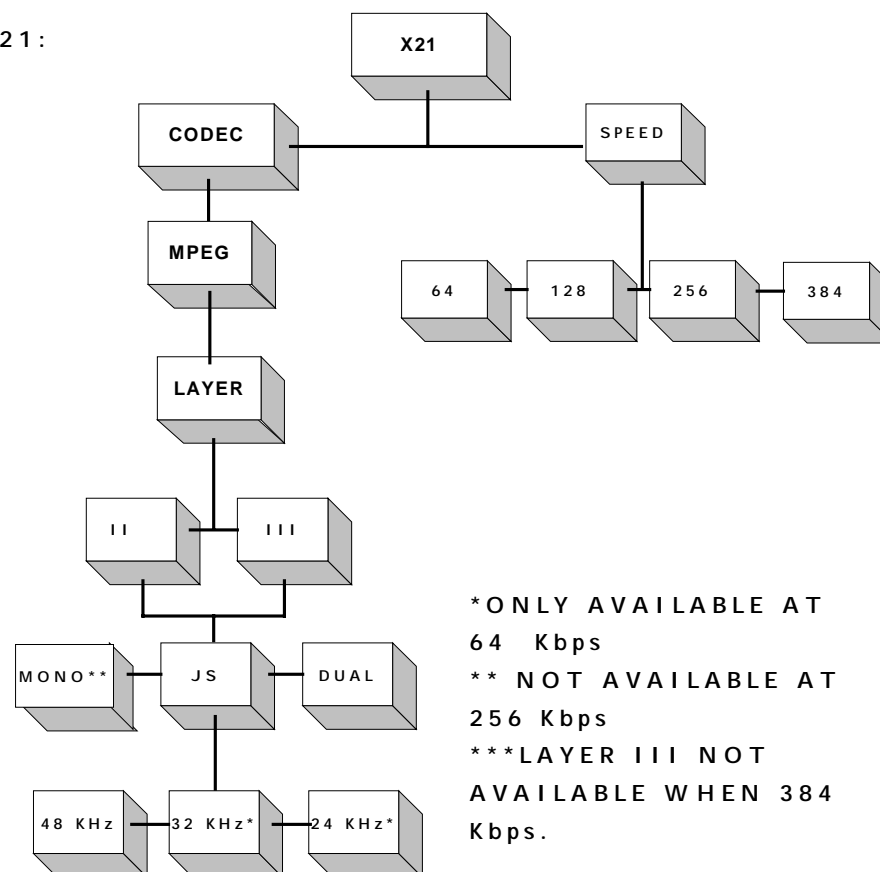 21:
X21
CODEC
SPEED
MPEG
64
128
256
384
LAYER
II
III
MONO**
JS
DUAL
48 KHz
32 KHz*
24 KHz*
*ONLY AVAILABLE AT
64 Kbps
** NOT AVAILABLE AT
256 Kbps
***LAYER III NOT
AVAILABLE WHEN 384
Kbps.